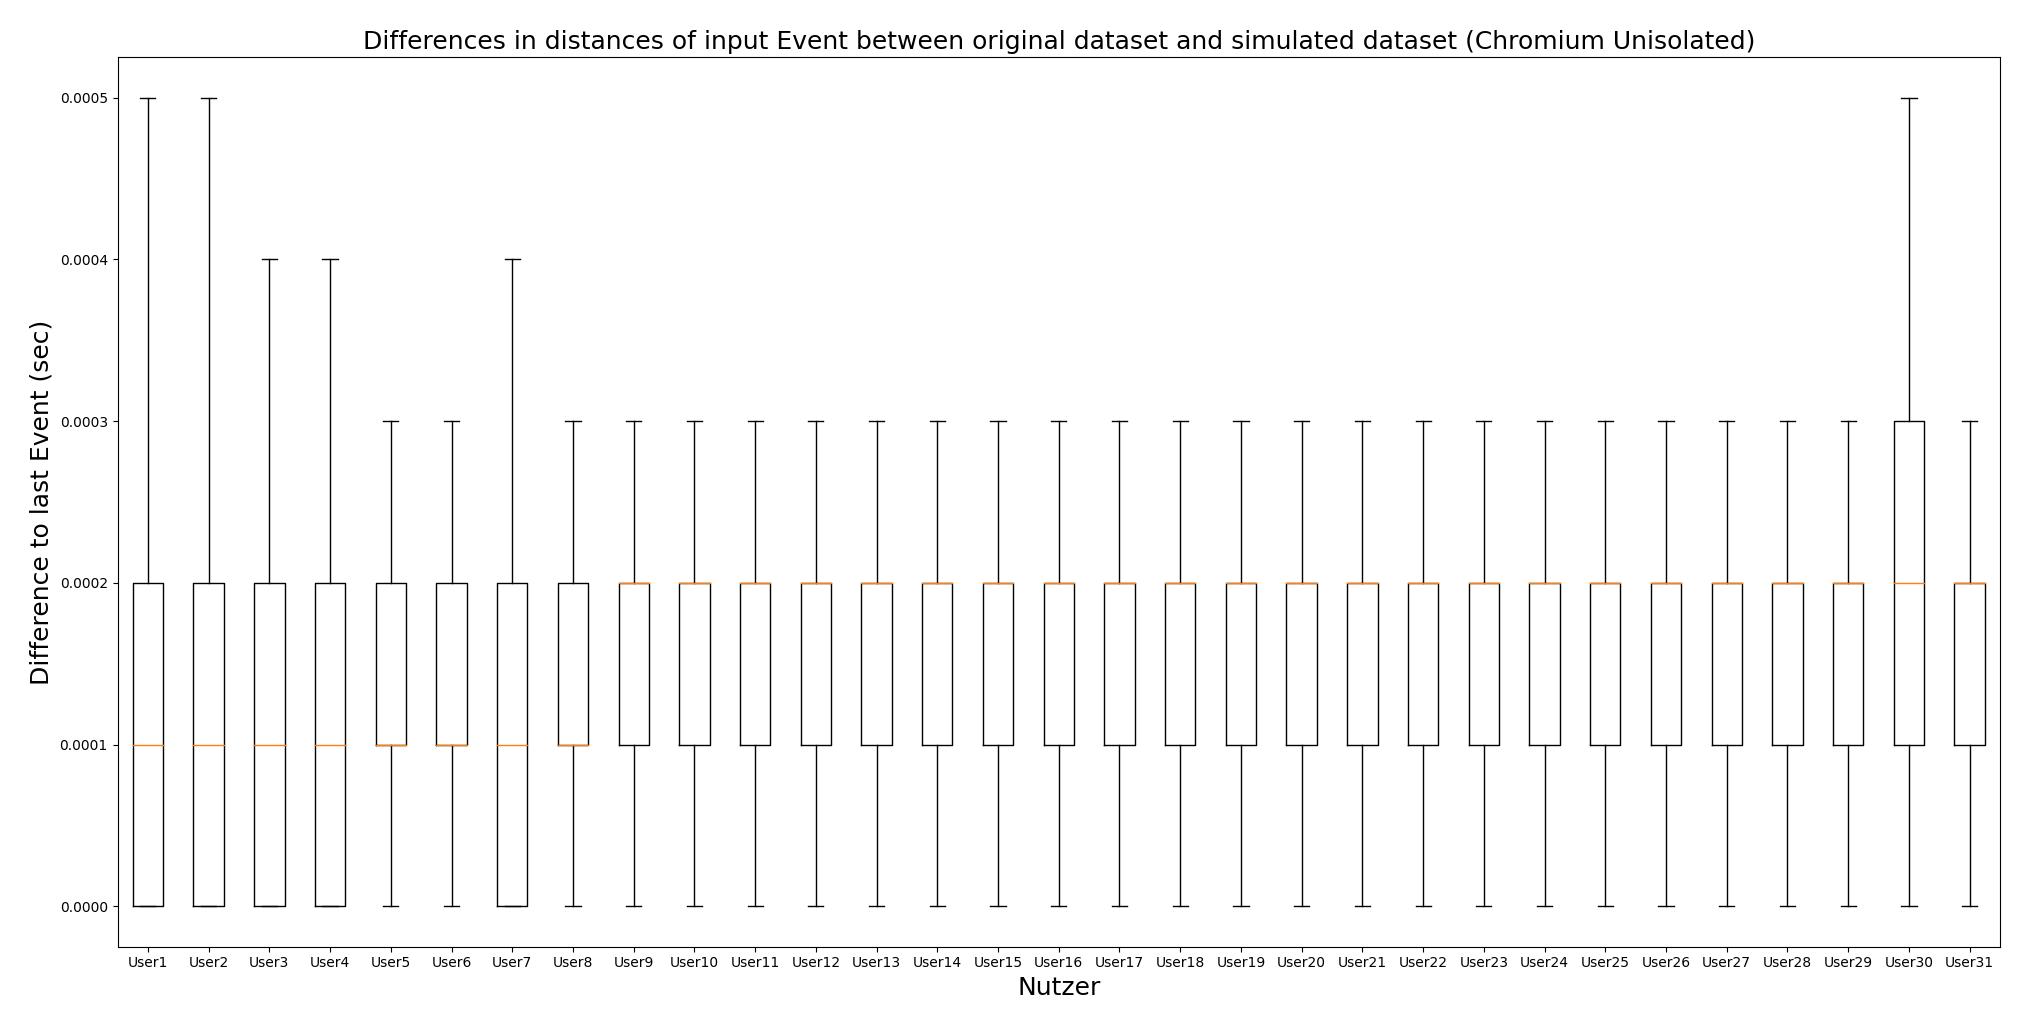 Differences in distances of input Event between original dataset and simulated dataset (Chromium Unisolated)
Difference to last Event (sec)
0.0005
0.0004
0.0003
0.0002
0.0001
0.0000
User1 User2 User3 User4 User5 User6 User7 User8 User9 User10 User11 User12 User13 User14 User15 User16 User17 User18 User19 User20 User21 User22 User23 User24 User25 User26 User27 User28 User29 User30 User31
Nutzer